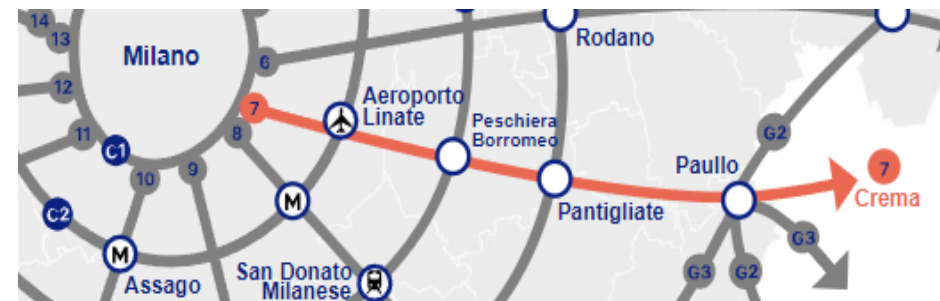 14
13
12
11
C1
C2
10
9
8
7
6
Milano
Aeroporto
Linate
Peschiera
Borromeo
Rodano
Pantigliate
Paullo
G2
7
Crema
G3
G3
G2
M
M
Assago
San Donato
Milanese